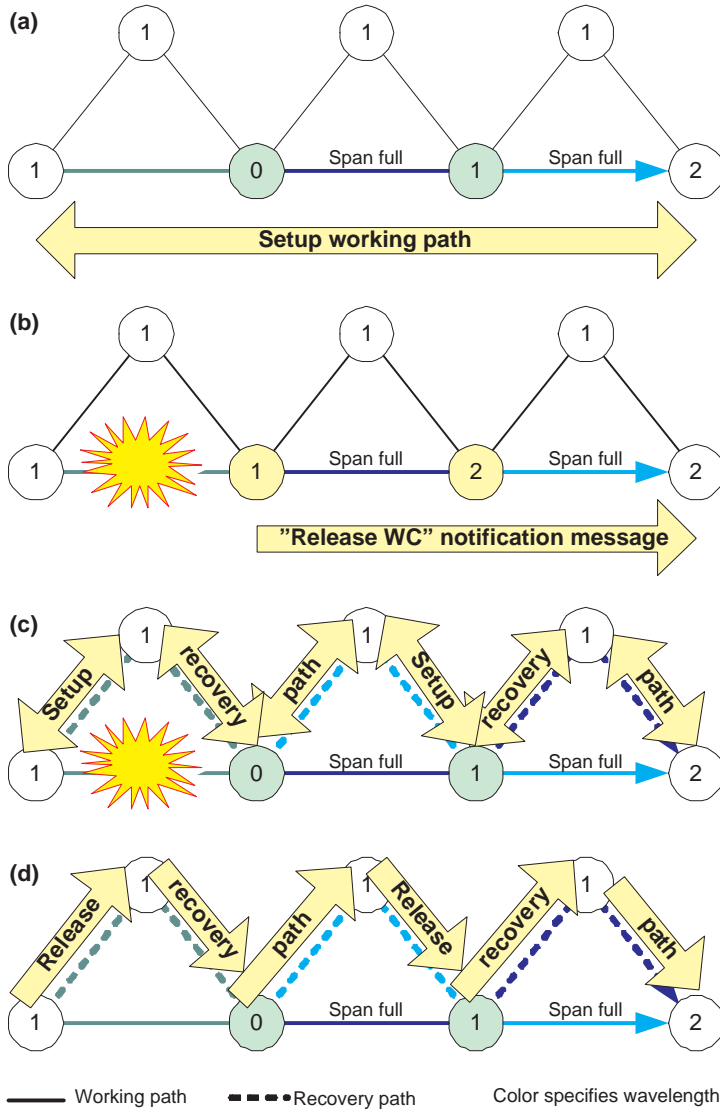 (a)
1 1 1
Span full Span full
1 0 1 2
Setup working path
(b)
1 1 1
Span full Span full
1 1 2 2
”Release WC” notification message
(c)
1 1 1
Setup recovery path Setup recovery path
Span full Span full
1 0 1 2
(d)
1 1 1
Release recovery path Release recovery path
Span full Span full
1 0 1 2
Working path Recovery path Color specifies wavelength